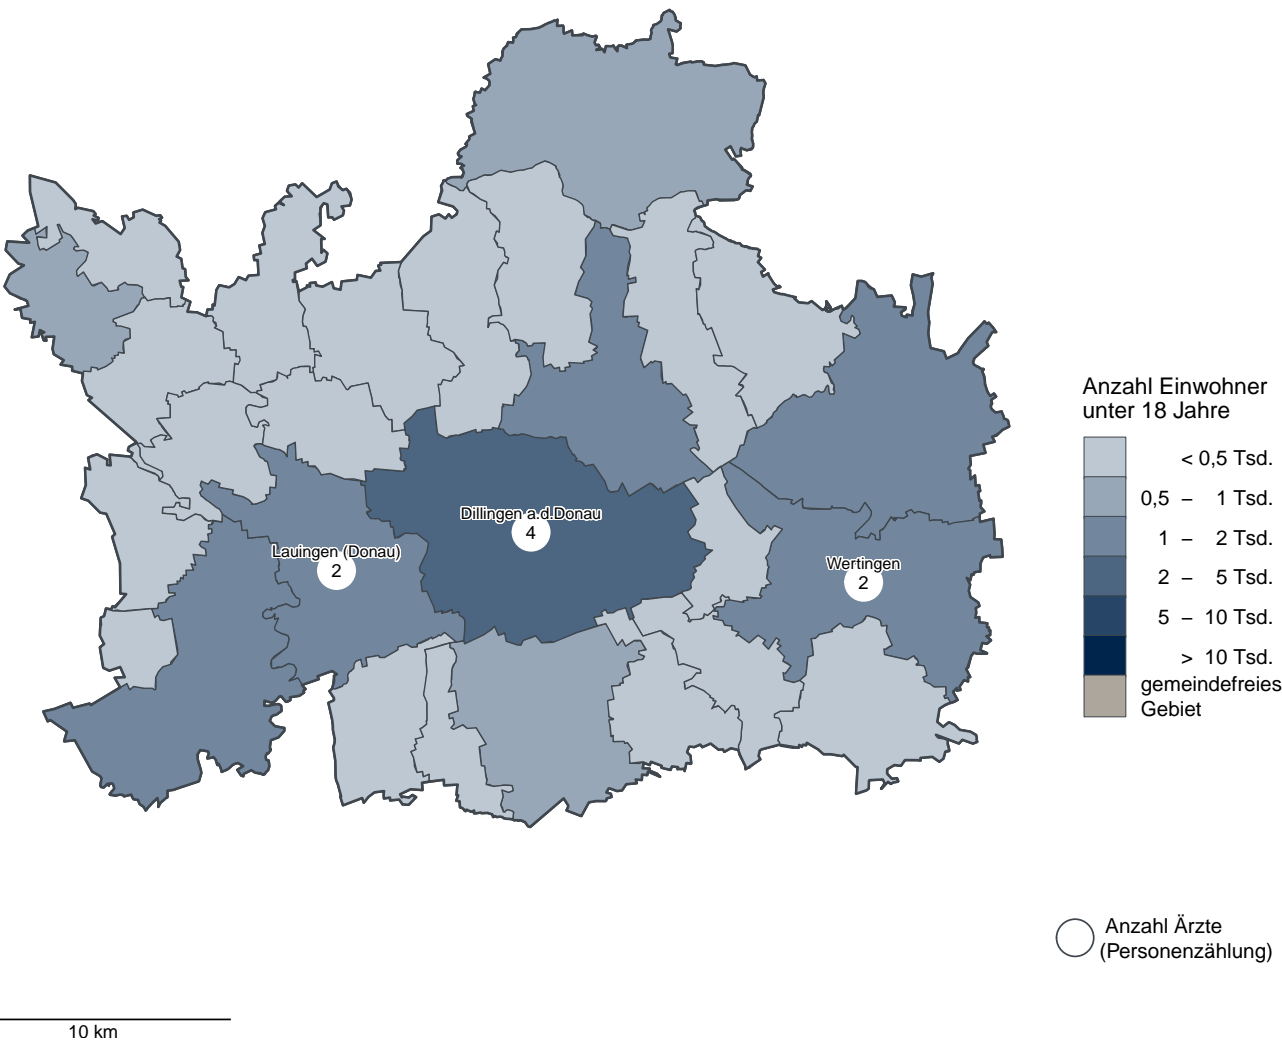 Dillingen a.d.Donau
4
Lauingen (Donau)
2
Wertingen
2
Anzahl Einwohner
unter 18 Jahre
< 0,5 Tsd.
0,5 – 1 Tsd.
1 – 2 Tsd.
2 – 5 Tsd.
5 – 10 Tsd.
> 10 Tsd.
gemeindefreies
Gebiet
Anzahl Ärzte
(Personenzählung)
10 km